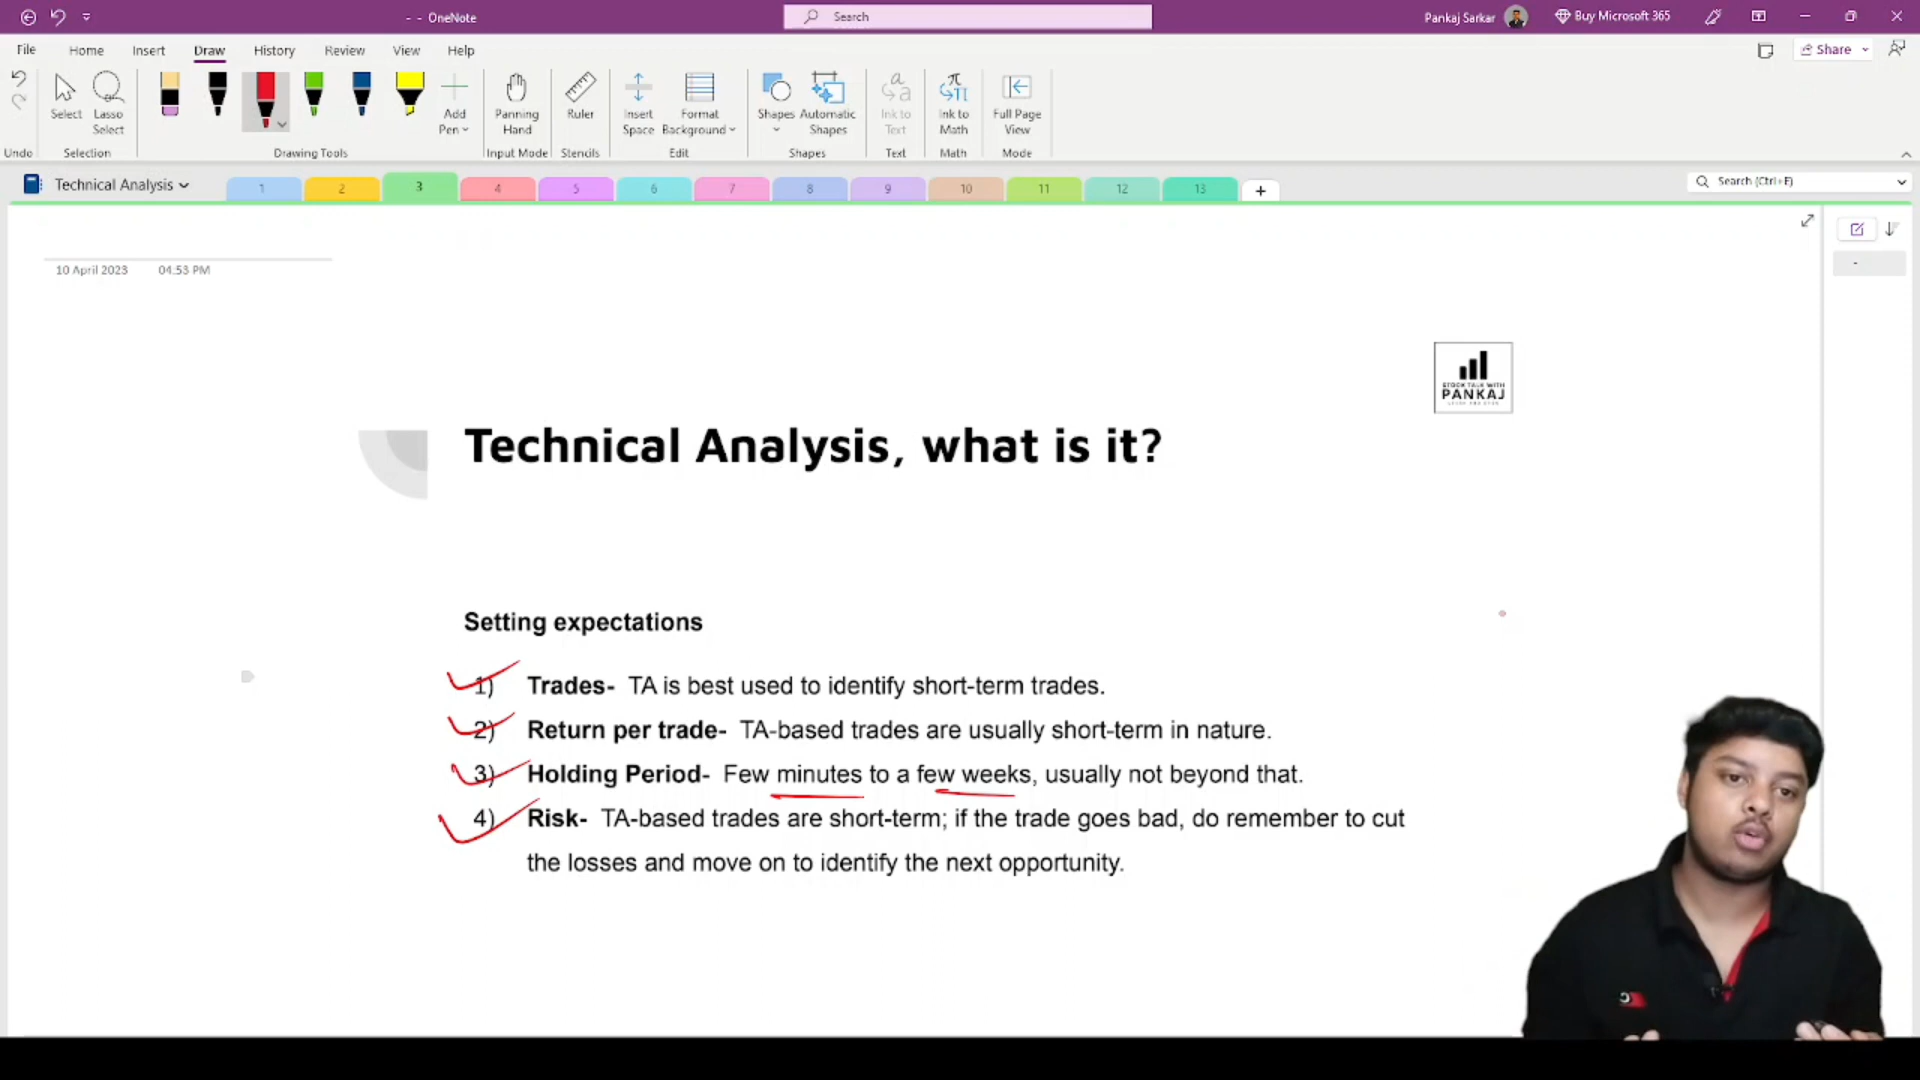 - - OneNote
Search
Pankaj Sarkar
Buy Microsoft 365
File
Home
Insert
Draw
History
Review
View
Help
Share
Select
Lasso Select
Add Pen
Panning Hand
Ruler
Insert Space
Format Background
Shapes
Automatic Shapes
Ink to Text
Ink to Math
Full Page View
Undo
Selection
Drawing Tools
Input Mode
Stencils
Edit
Shapes
Text
Math
Mode
Technical Analysis
1
2
3
4
5
6
7
8
9
10
11
12
13
+
Search (Ctrl+E)
10 April 2023
04:53 PM
STOCK TALK WITH
PANKAJ
Technical Analysis, what is it?
Setting expectations
1) Trades- TA is best used to identify short-term trades.
2) Return per trade- TA-based trades are usually short-term in nature.
3) Holding Period- Few minutes to a few weeks, usually not beyond that.
4) Risk- TA-based trades are short-term; if the trade goes bad, do remember to cut
the losses and move on to identify the next opportunity.